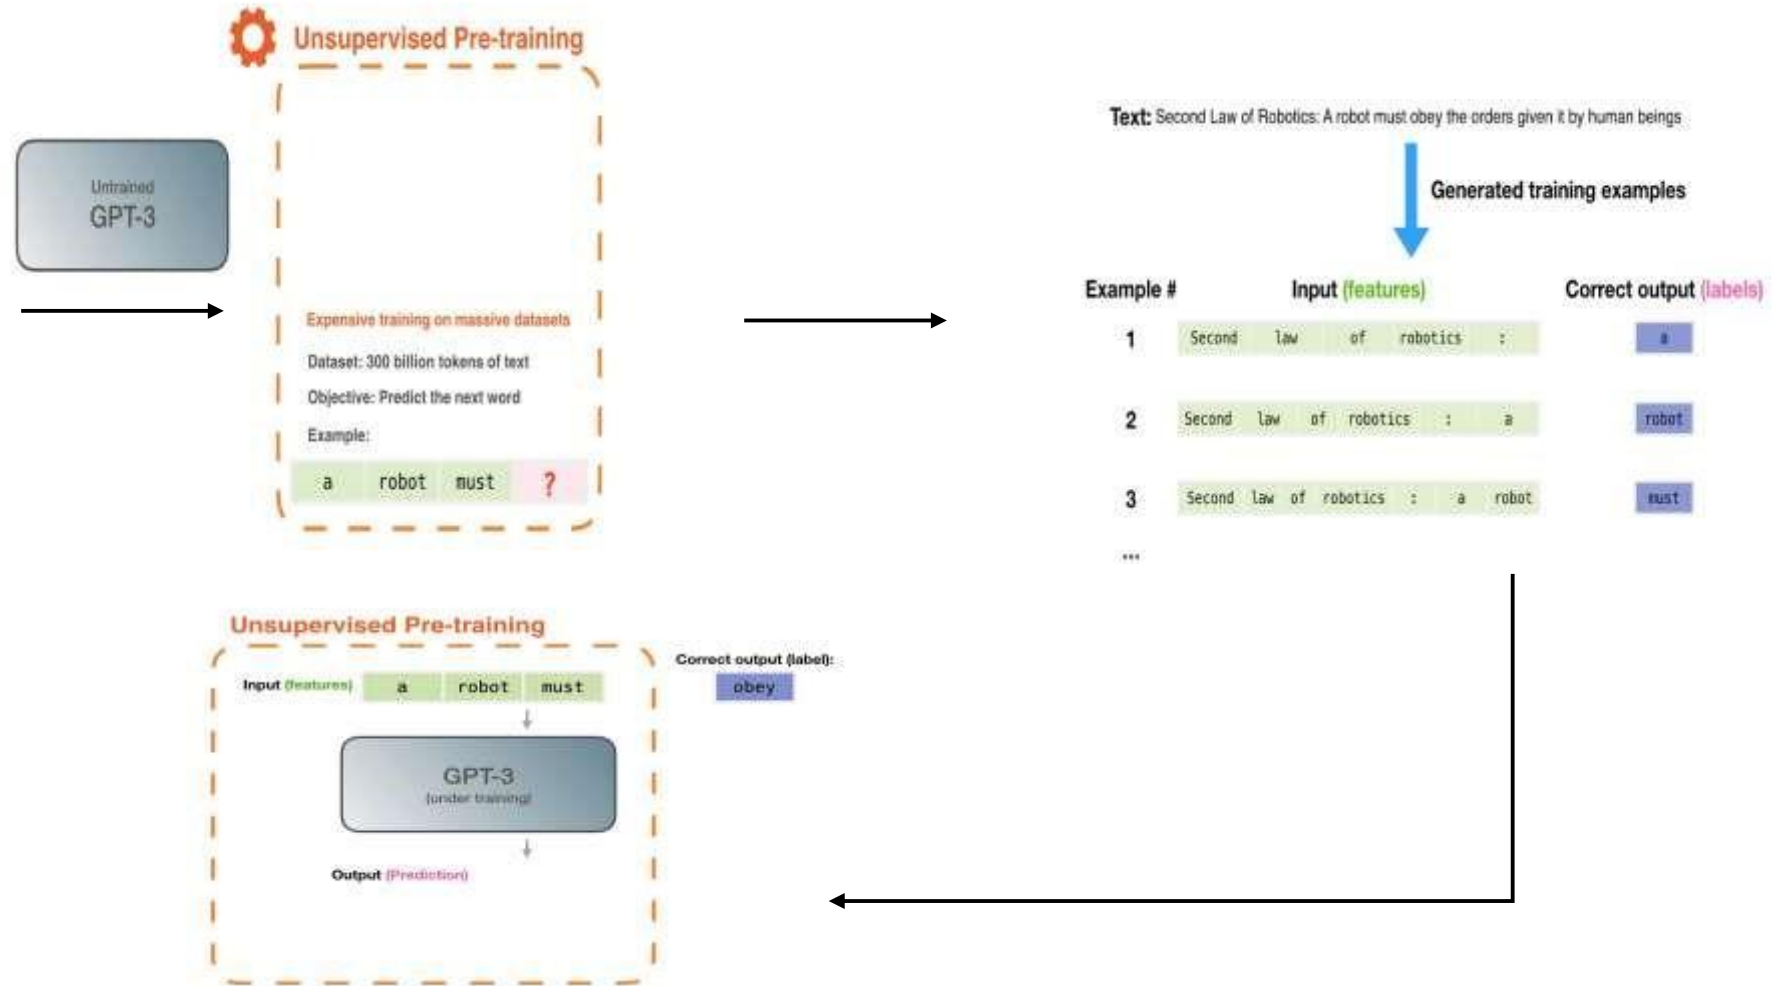 Unsupervised Pre-training
Untrained
GPT-3
Expensive training on massive datasets
Dataset: 300 billion tokens of text
Objective: Predict the next word
Example:
a robot must ?
Text: Second Law of Robotics: A robot must obey the orders given it by human beings
Generated training examples
Example # Input (features) Correct output (labels)
1 Second law of robotics : a
2 Second law of robotics : a robot
3 Second law of robotics : a robot must
...
Unsupervised Pre-training
Correct output (label):
Input (features) a robot must obey
GPT-3
(under training)
Output (Prediction)